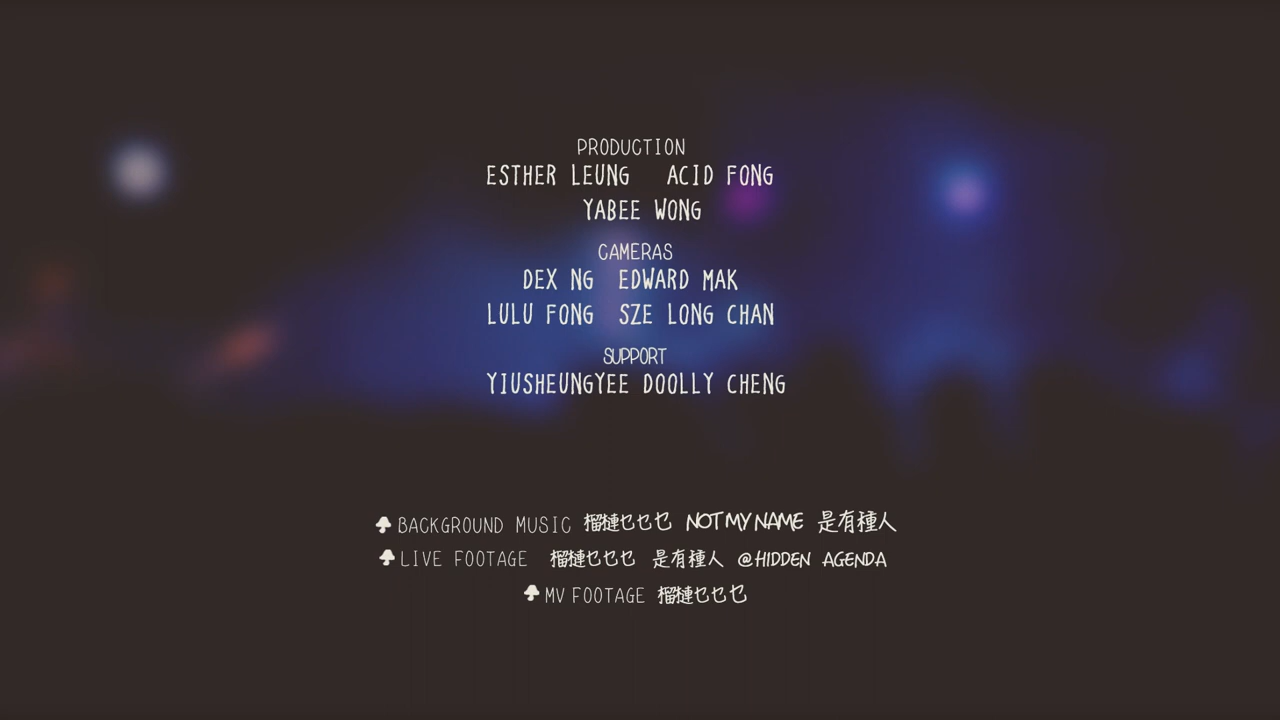 PRODUCTION
ESTHER LEUNG ACID FONG
YABEE WONG
CAMERAS
DEX NG EDWARD MAK
LULU FONG SZE LONG CHAN
SUPPORT
YIUSHEUNGYEE DOOLLY CHENG
BACKGROUND MUSIC 榴槤乜乜乜 NOT MY NAME 是有種人
LIVE FOOTAGE 榴槤乜乜乜 是有種人 @HIDDEN AGENDA
MV FOOTAGE 榴槤乜乜乜